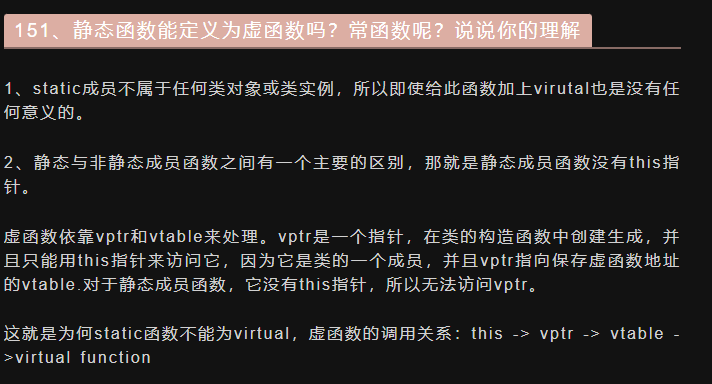 151、静态函数能定义为虚函数吗？常函数呢？说说你的理解
1、static成员不属于任何类对象或类实例，所以即使给此函数加上virutal也是没有任
何意义的。
2、静态与非静态成员函数之间有一个主要的区别，那就是静态成员函数没有this指
针。
虚函数依靠vptr和vtable来处理。vptr是一个指针，在类的构造函数中创建生成，并
且只能用this指针来访问它，因为它是类的一个成员，并且vptr指向保存虚函数地址
的vtable.对于静态成员函数，它没有this指针，所以无法访问vptr。
这就是为何static函数不能为virtual，虚函数的调用关系：this -> vptr -> vtable -
>virtual function